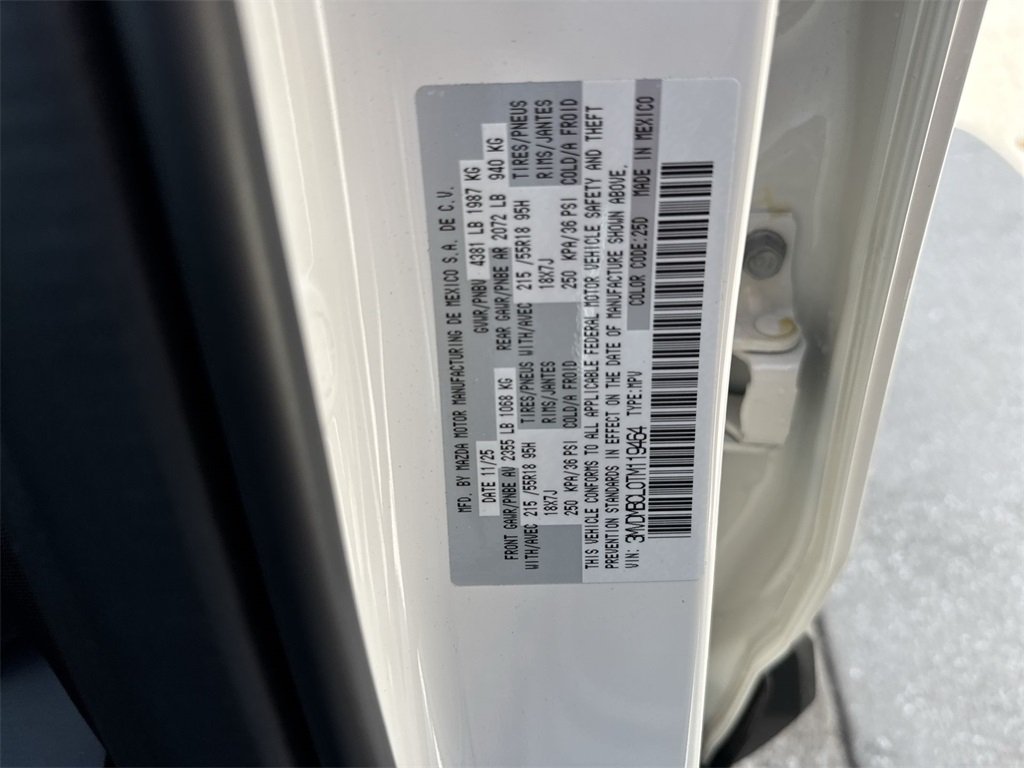 MFD. BY MAZDA MOTOR MANUFACTURING DE MEXICO S.A. DE C.V.
DATE 11/25 GVWR/PNBV 4381 LB 1987 KG
FRONT GAWR/PNBE AV 2355 LB 1068 KG REAR GAWR/PNBE AR 2072 LB 940 KG
WITH/AVEC 215 /55R18 95H TIRES/PNEUS WITH/AVEC 215 /55R18 95H TIRES/PNEUS
18X7J RIMS/JANTES 18X7J RIMS/JANTES
250 KPA/36 PSI COLD/A FROID 250 KPA/36 PSI COLD/A FROID
THIS VEHICLE CONFORMS TO ALL APPLICABLE FEDERAL MOTOR VEHICLE SAFETY AND THEFT
PREVENTION STANDARDS IN EFFECT ON THE DATE OF MANUFACTURE SHOWN ABOVE.
VIN: 3MVDMBCL0TM119464 TYPE:MPV COLOR CODE:25D MADE IN MEXICO